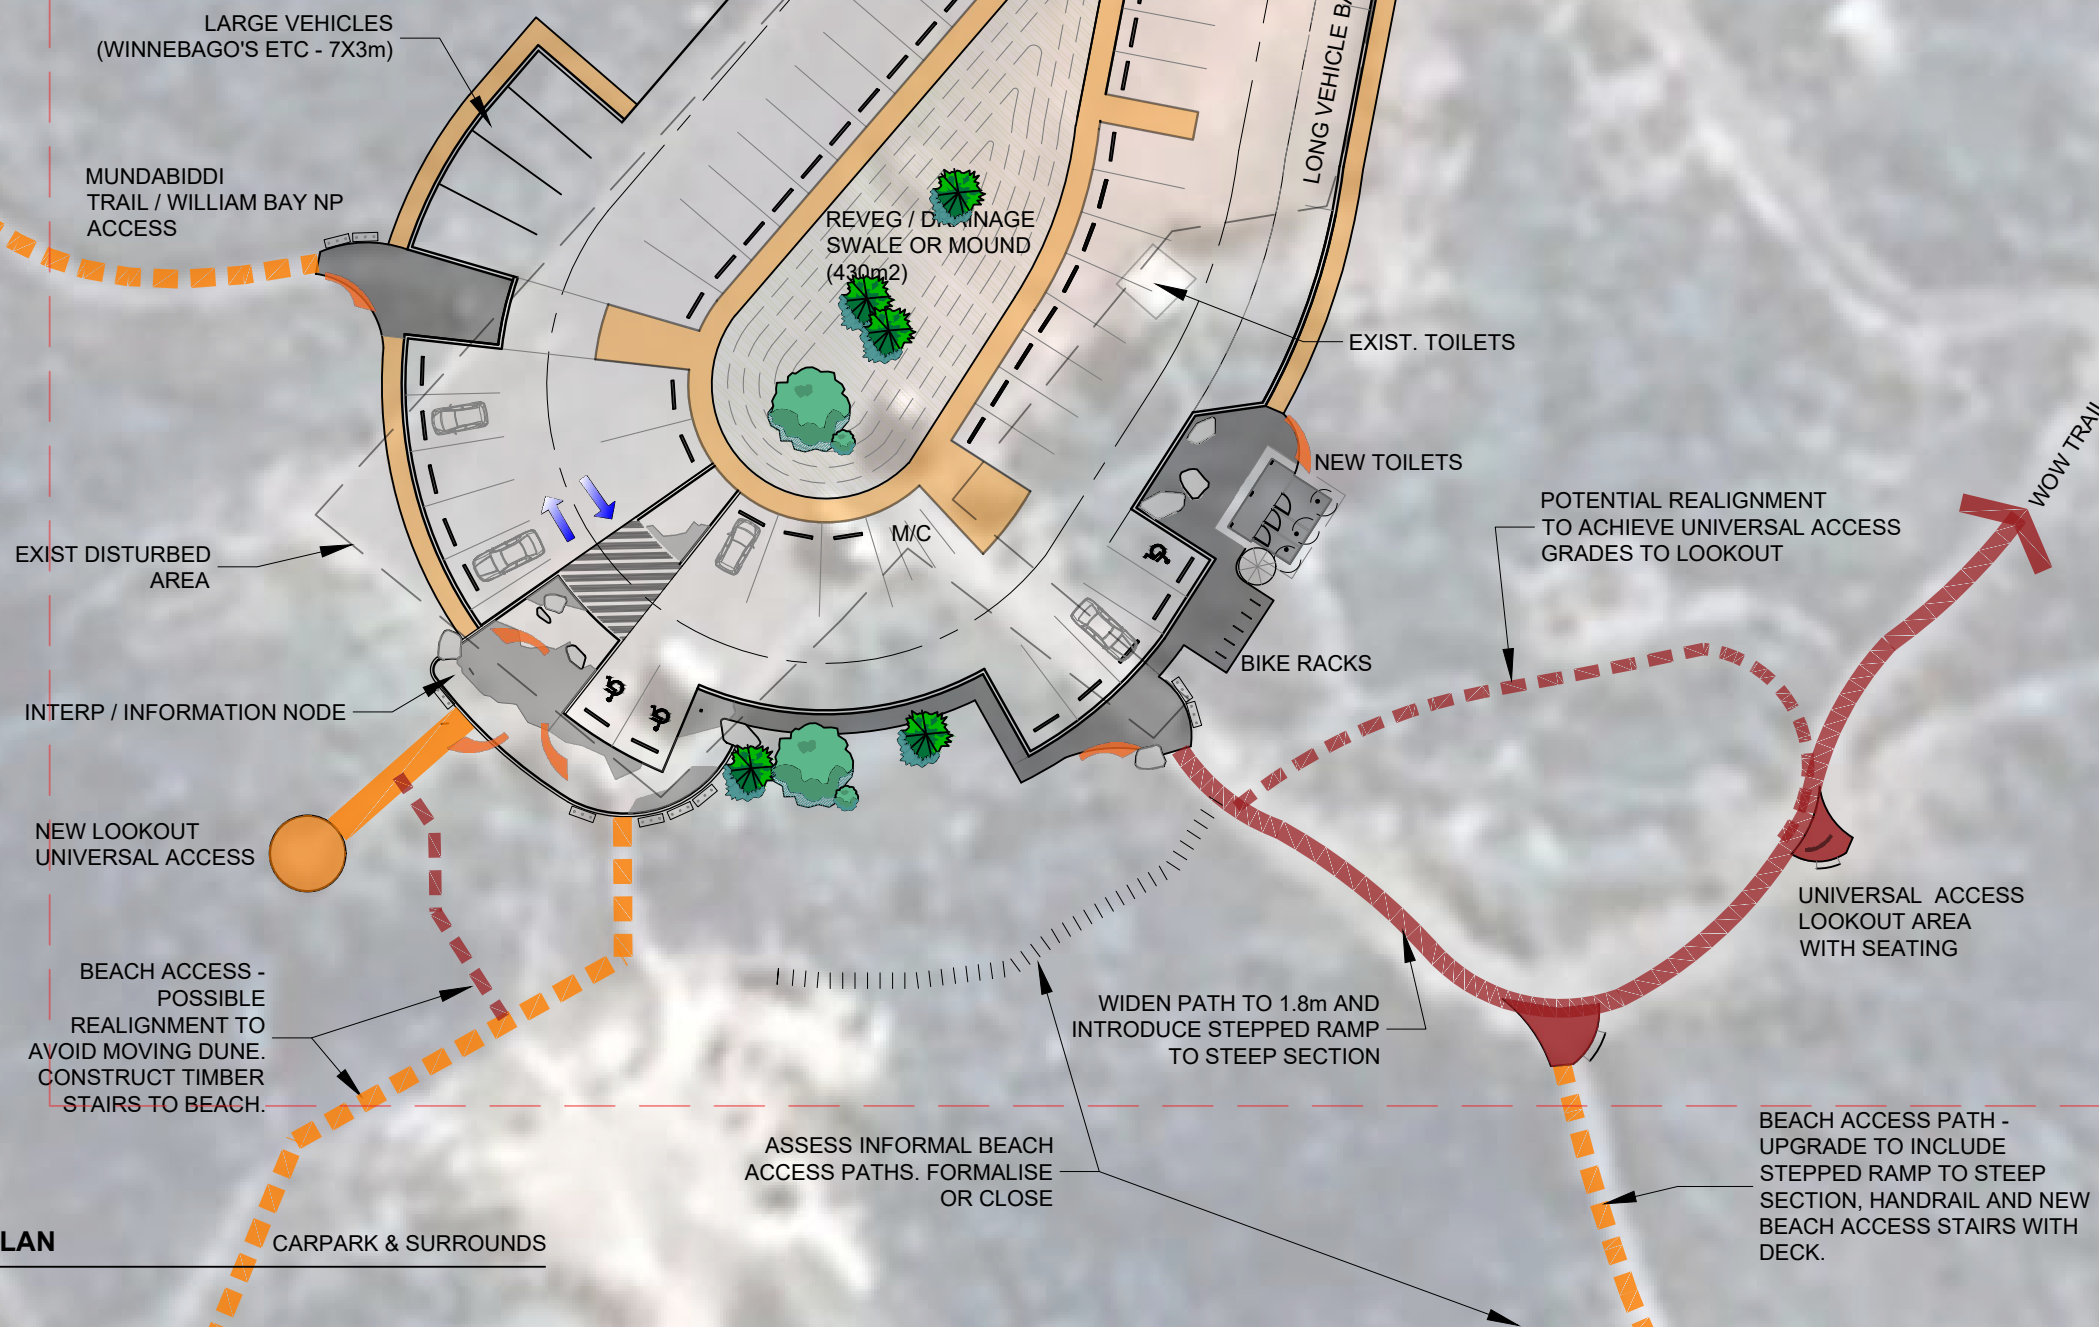 LARGE VEHICLES
(WINNEBAGO'S ETC - 7X3m)
LONG VEHICLE
MUNDABIDDI
TRAIL / WILLIAM BAY NP
ACCESS
REVEG / DRAINAGE
SWALE OR MOUND
(430m2)
EXIST. TOILETS
NEW TOILETS
WOW TRAIL
POTENTIAL REALIGNMENT
TO ACHIEVE UNIVERSAL ACCESS
GRADES TO LOOKOUT
M/C
EXIST DISTURBED
AREA
BIKE RACKS
INTERP / INFORMATION NODE
NEW LOOKOUT
UNIVERSAL ACCESS
UNIVERSAL ACCESS
LOOKOUT AREA
WITH SEATING
BEACH ACCESS -
POSSIBLE
REALIGNMENT TO
AVOID MOVING DUNE.
CONSTRUCT TIMBER
STAIRS TO BEACH.
WIDEN PATH TO 1.8m AND
INTRODUCE STEPPED RAMP
TO STEEP SECTION
ASSESS INFORMAL BEACH
ACCESS PATHS. FORMALISE
OR CLOSE
BEACH ACCESS PATH -
UPGRADE TO INCLUDE
STEPPED RAMP TO STEEP
SECTION, HANDRAIL AND NEW
BEACH ACCESS STAIRS WITH
DECK.
LAN
CARPARK & SURROUNDS